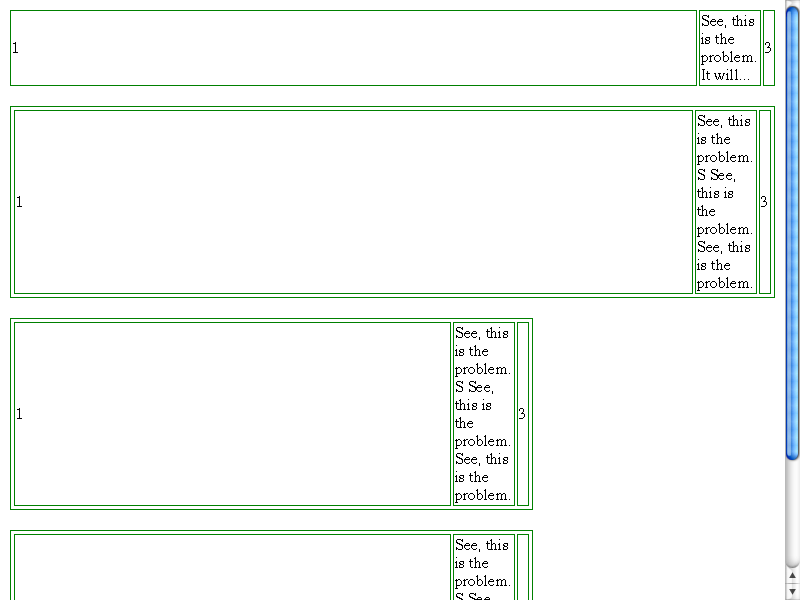 1
See, this
is the
problem.
It will...
3
1
See, this
is the
problem.
S See,
this is
the
problem.
See, this
is the
problem.
3
1
See, this
is the
problem.
S See,
this is
the
problem.
See, this
is the
problem.
3
See, this
is the
problem.
S See,